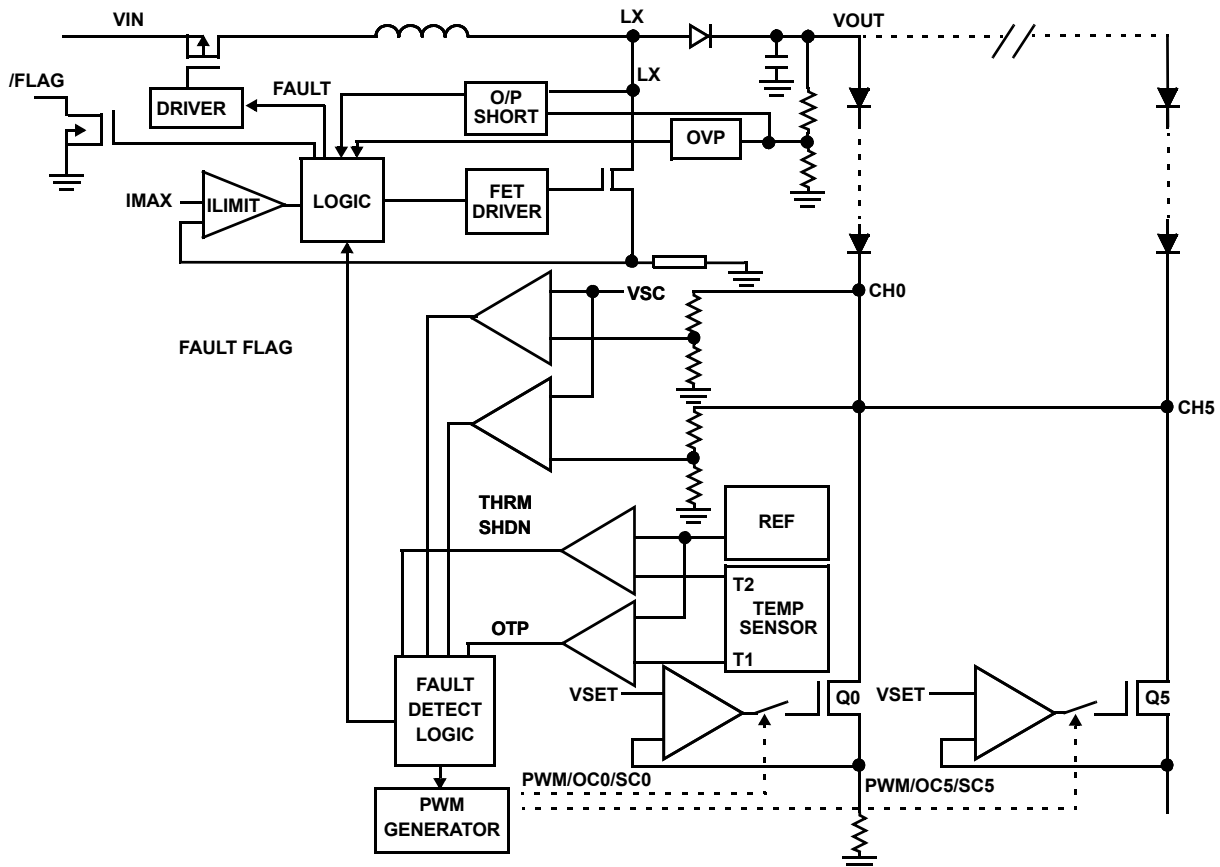 VIN
LX
VOUT
/FLAG
FAULT
LX
DRIVER
O/P
SHORT
OVP
IMAX
ILIMIT
LOGIC
FET
DRIVER
VSC
CH0
FAULT FLAG
CH5
THRM
SHDN
REF
T2
TEMP
SENSOR
OTP
T1
FAULT
DETECT
LOGIC
VSET
Q0
VSET
Q5
PWM/OC0/SC0
PWM/OC5/SC5
PWM
GENERATOR